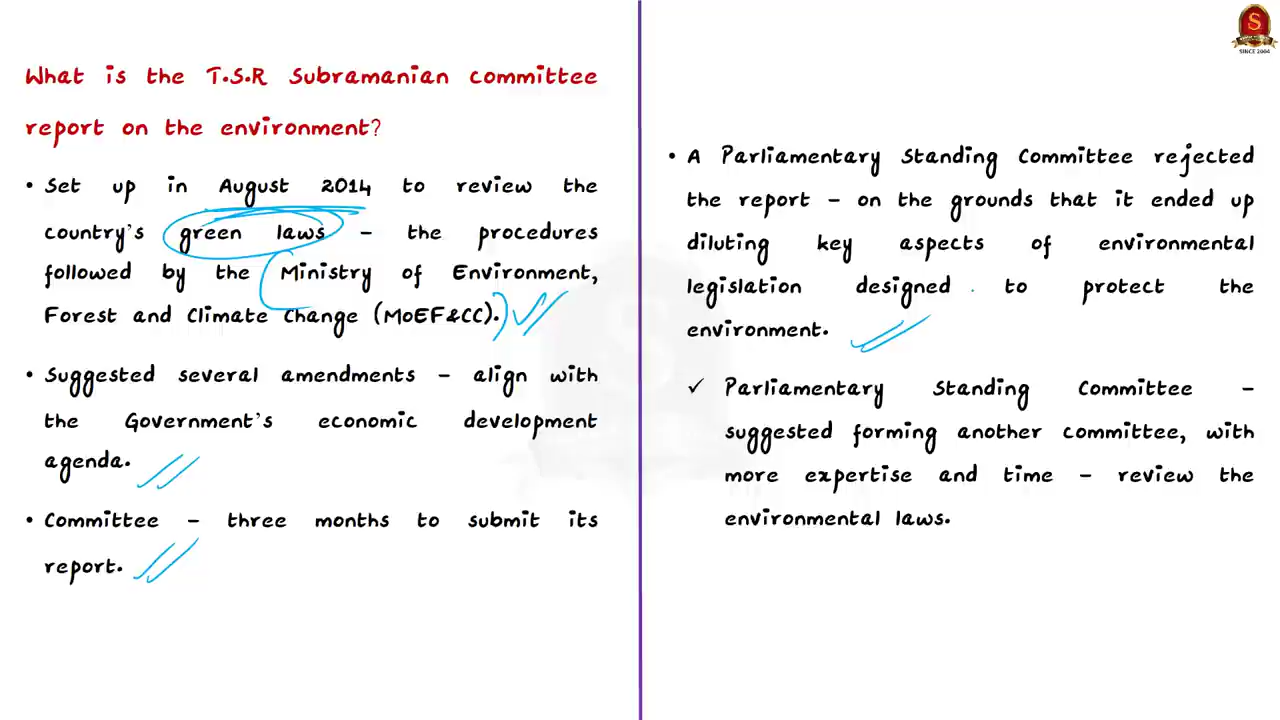 What is the T.S.R Subramanian committee
report on the environment?
• Set up in August 2014 to review the
country's green laws – the procedures
followed by the Ministry of Environment,
Forest and Climate Change (MoEF&CC).
• Suggested several amendments – align with
the Government's economic development
agenda.
• Committee – three months to submit its
report.
• A Parliamentary Standing Committee rejected
the report – on the grounds that it ended up
diluting key aspects of environmental
legislation designed to protect the
environment.
✓ Parliamentary Standing Committee –
suggested forming another committee, with
more expertise and time – review the
environmental laws.
S
SINCE 2004